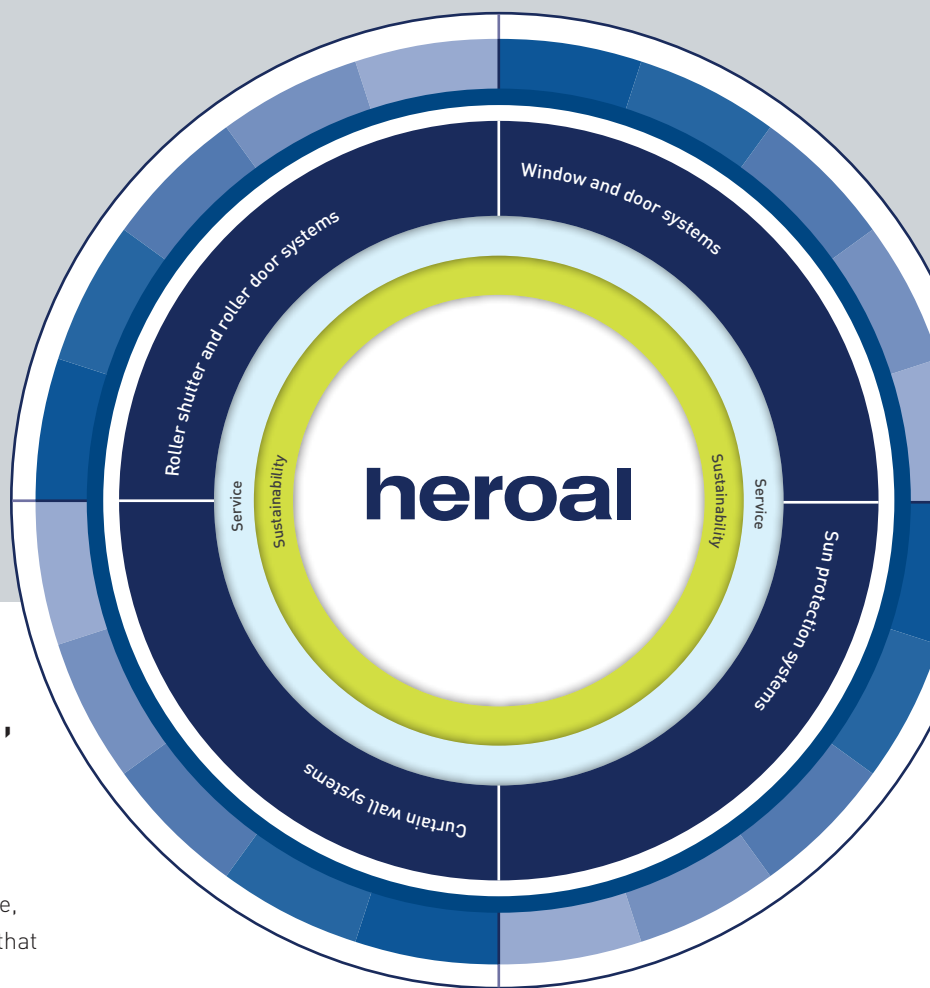 Window and door systems
Roller shutter and roller door systems
heroal
Sustainability
Service
Sustainability
Service
Sun protection systems
Curtain wall systems
,
e,
that